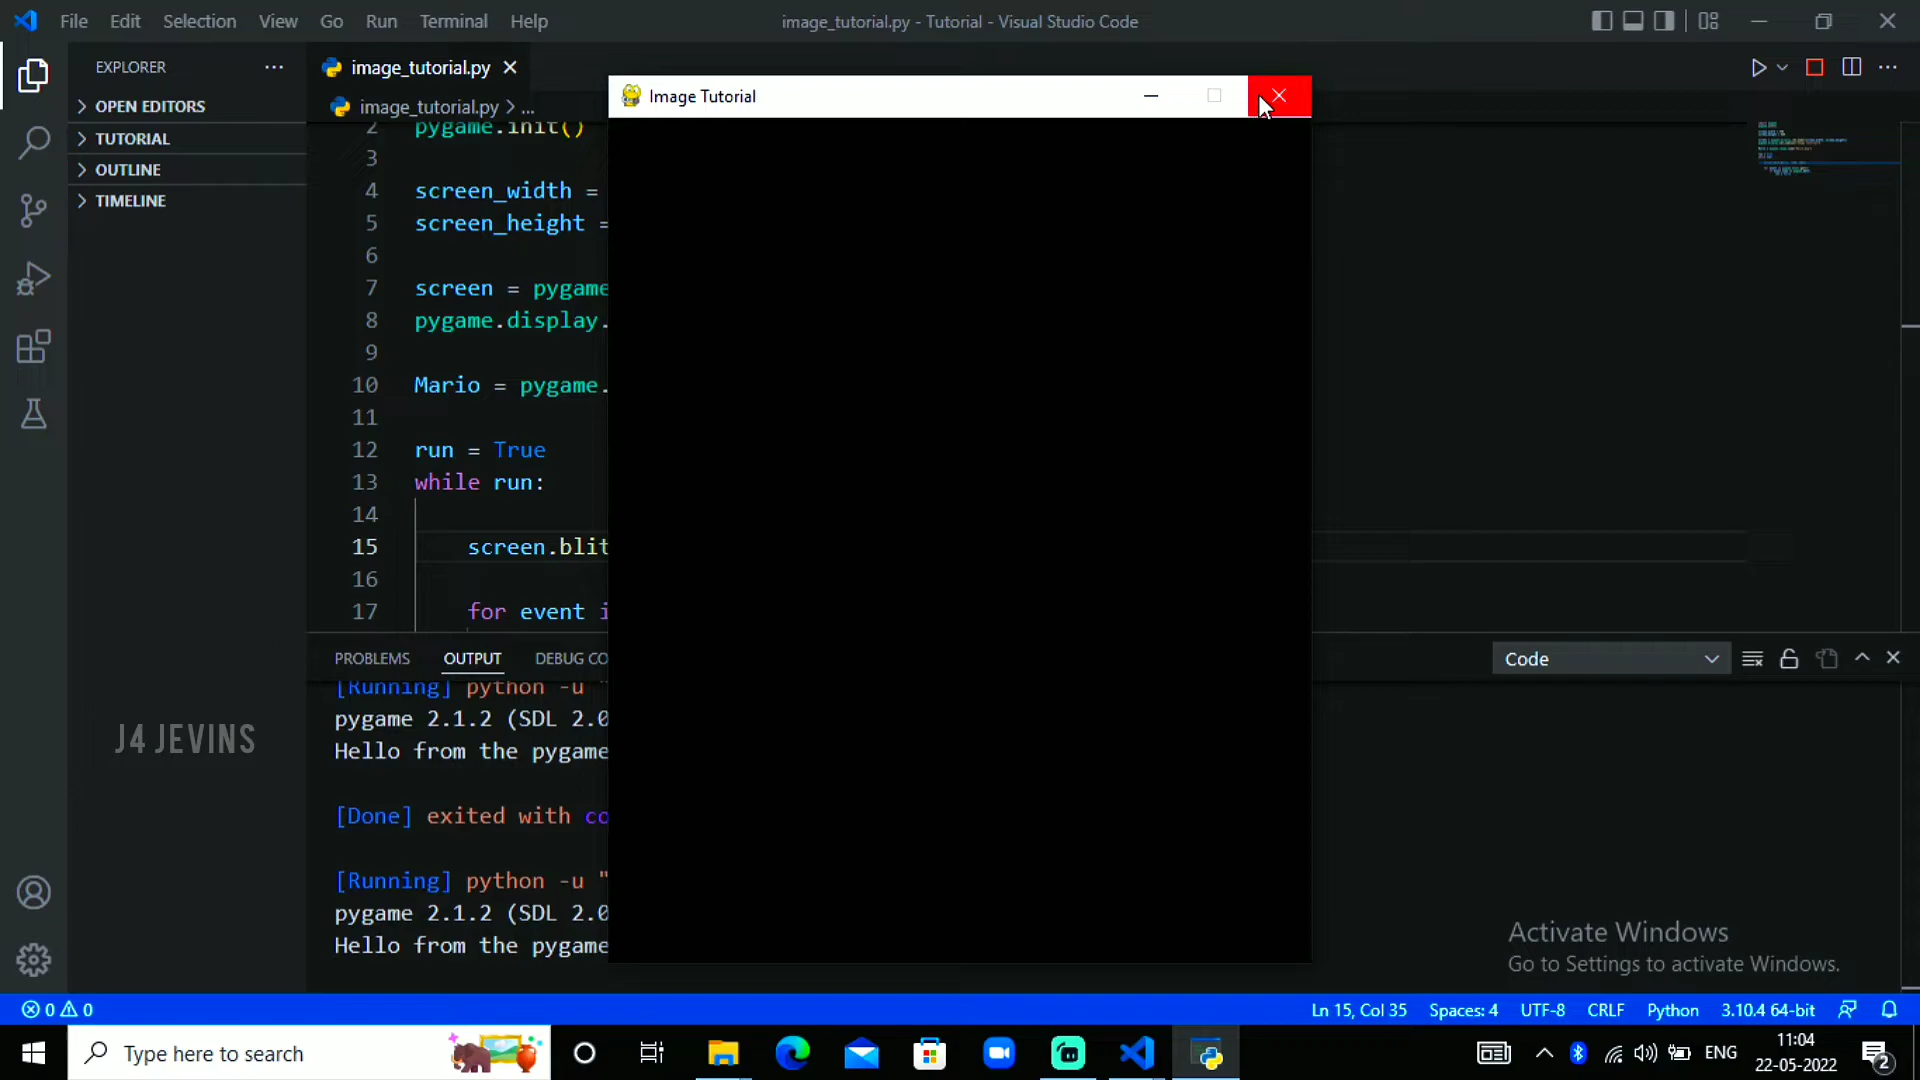 File Edit Selection View Go Run Terminal Help
image_tutorial.py - Tutorial - Visual Studio Code
EXPLORER
OPEN EDITORS
TUTORIAL
OUTLINE
TIMELINE
image_tutorial.py
image_tutorial.py > ...
Image Tutorial
2 pygame.init()
3
4 screen_width =
5 screen_height =
6
7 screen = pygame
8 pygame.display.
9
10 Mario = pygame.
11
12 run = True
13 while run:
14
15 screen.blit
16
17 for event i
PROBLEMS OUTPUT DEBUG CO
Code
[Running] python -u "
pygame 2.1.2 (SDL 2.0
Hello from the pygame
[Done] exited with co
[Running] python -u "
pygame 2.1.2 (SDL 2.0
Hello from the pygame
J4 JEVINS
Activate Windows
Go to Settings to activate Windows.
0 0
Ln 15, Col 35 Spaces: 4 UTF-8 CRLF Python 3.10.4 64-bit
Type here to search
ENG
11:04
22-05-2022
2